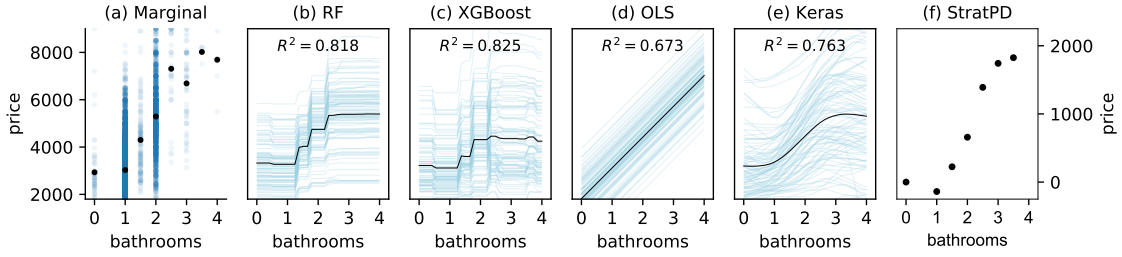 (a) Marginal
(b) RF
(c) XGBoost
(d) OLS
(e) Keras
(f) StratPD
R² = 0.818
R² = 0.825
R² = 0.673
R² = 0.763
price
8000
6000
4000
2000
2000
1000
0
price
0 1 2 3 4
0 1 2 3 4
0 1 2 3 4
0 1 2 3 4
0 1 2 3 4
0 1 2 3 4
bathrooms
bathrooms
bathrooms
bathrooms
bathrooms
bathrooms